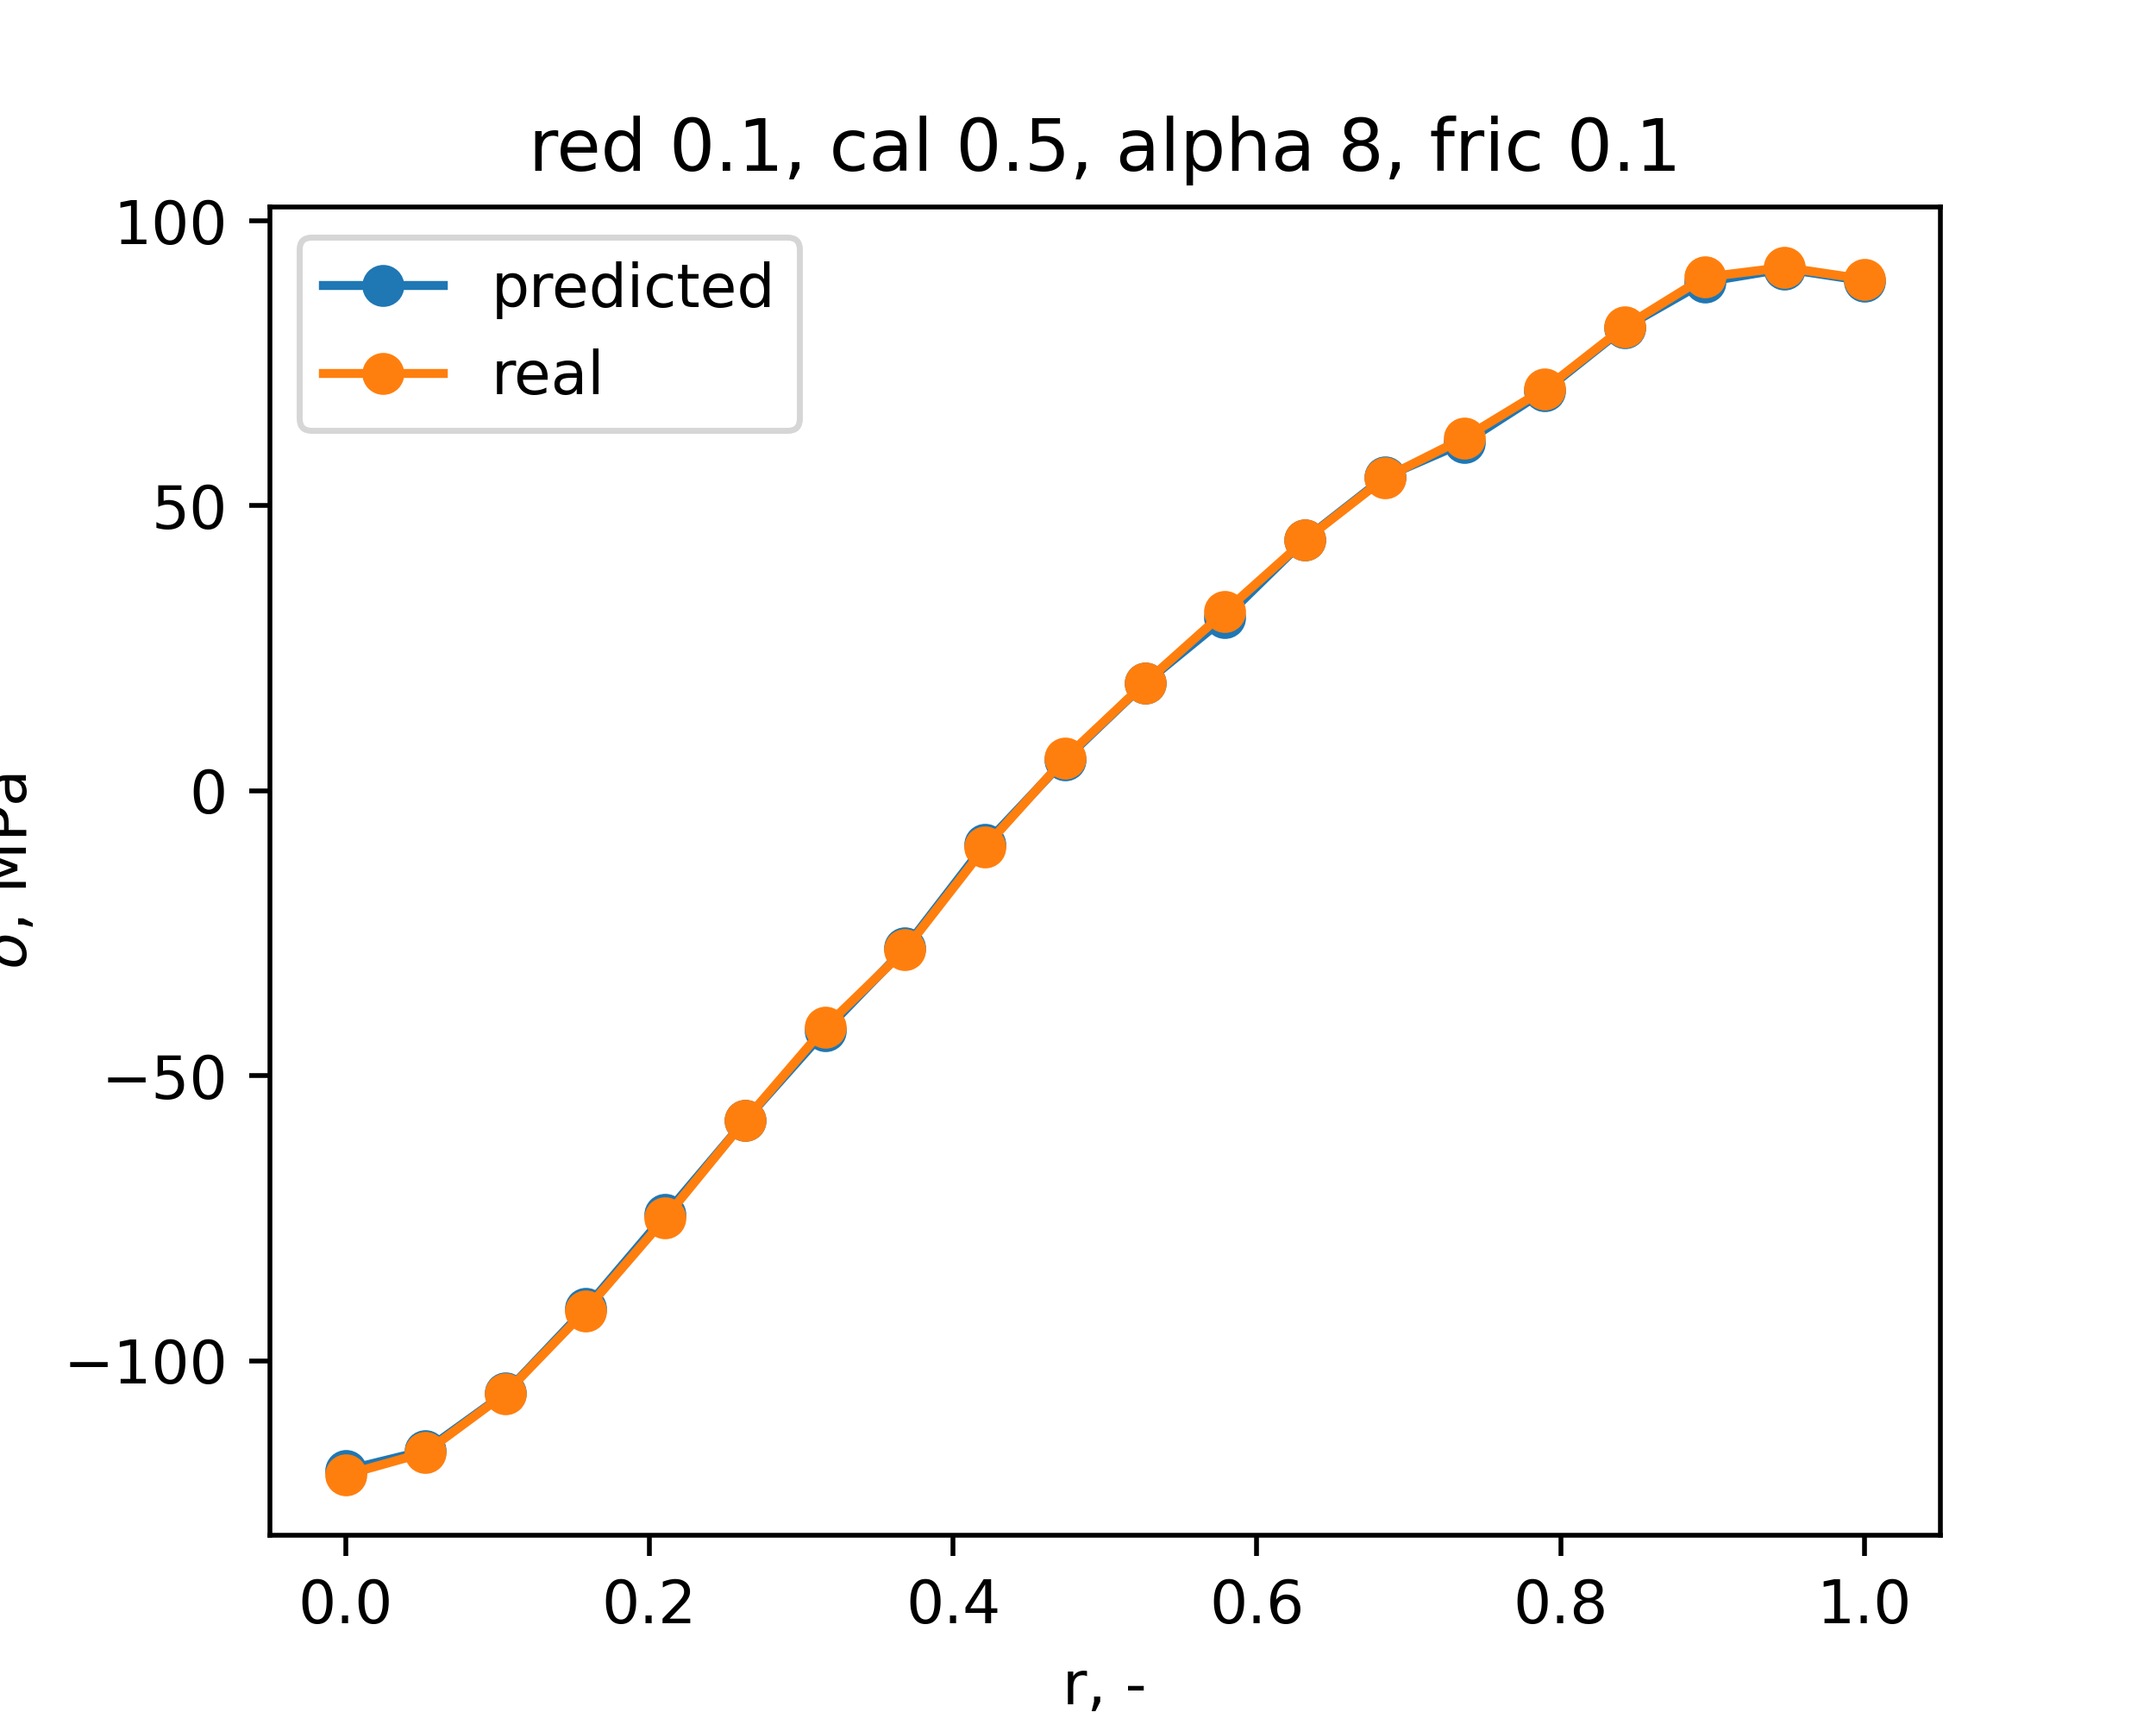 red 0.1, cal 0.5, alpha 8, fric 0.1
predicted
real
100
50
0
−50
−100
σ, MPa
0.0 0.2 0.4 0.6 0.8 1.0
r, -